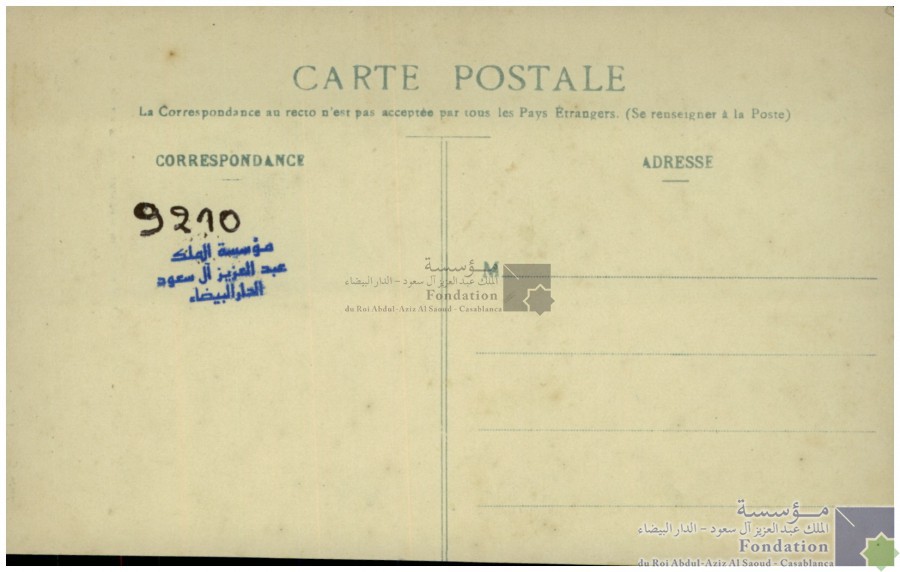 CARTE POSTALE
La Correspondance au recto n'est pas acceptée par tous les Pays Étrangers. (Se renseigner à la Poste)
CORRESPONDANCE
ADRESSE
9210
مؤسسة الملك
عبد العزيز آل سعود
الدار البيضاء
M
مؤسسة
الملك عبد العزيز آل سعود - الدار البيضاء
Fondation
du Roi Abdul-Aziz Al Saoud - Casablanca
مؤسسة
الملك عبد العزيز آل سعود - الدار البيضاء
Fondation
du Roi Abdul-Aziz Al Saoud - Casablanca